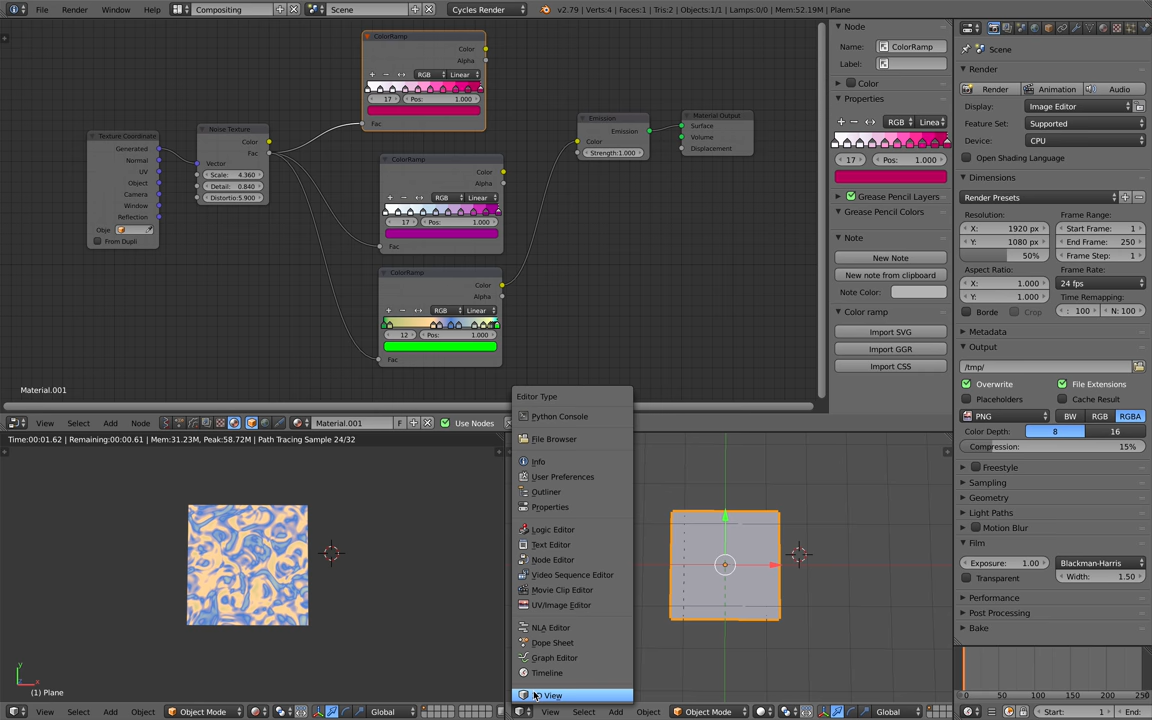 File Render Window Help Compositing Scene Cycles Render v2.79 | Verts:4 | Faces:1 | Tris:2 | Objects:1/1 | Lamps:0/0 | Mem:52.19M | Plane
ColorRamp
Color
Alpha
RGB Linear
17 Pos: 1.000
Fac
Texture Coordinate
Generated
Normal
UV
Object
Camera
Window
Reflection
Obje
From Dupli
Noise Texture
Color
Fac
Vector
Scale: 4.360
Detail: 0.840
Distortio:5.900
ColorRamp
Color
Alpha
RGB Linear
17 Pos: 1.000
Fac
ColorRamp
Color
Alpha
RGB Linear
12 Pos: 1.000
Fac
Emission
Emission
Color
Strength:1.000
Material Output
Surface
Volume
Displacement
Material.001
Node
Name: ColorRamp
Label:
Color
Properties
RGB Linea
17 Pos: 1.000
Grease Pencil Layers
Grease Pencil Colors
Note
New Note
New note from clipboard
Note Color:
Color ramp
Import SVG
Import GGR
Import CSS
Scene
Render
Render Animation Audio
Display: Image Editor
Feature Set: Supported
Device: CPU
Open Shading Language
Dimensions
Render Presets
Resolution: Frame Range:
X: 1920 px Start Frame: 1
Y: 1080 px End Frame: 250
50% Frame Step: 1
Aspect Ratio: Frame Rate:
X: 1.000 24 fps
Y: 1.000 Time Remapping:
Borde Crop : 100 N: 100
Metadata
Output
/tmp/
Overwrite File Extensions
Placeholders Cache Result
PNG BW RGB RGBA
Color Depth: 8 16
Compression: 15%
Freestyle
Sampling
Geometry
Light Paths
Motion Blur
Film
Exposure: 1.00 Blackman-Harris
Transparent Width: 1.50
Performance
Post Processing
Bake
View Select Add Node Material.001 F Use Nodes
Time:00:01.62 | Remaining:00:00.61 | Mem:31.23M, Peak:58.72M | Path Tracing Sample 24/32
Editor Type
Python Console
File Browser
Info
User Preferences
Outliner
Properties
Logic Editor
Text Editor
Node Editor
Video Sequence Editor
Movie Clip Editor
UV/Image Editor
NLA Editor
Dope Sheet
Graph Editor
Timeline
View
y
x
(1) Plane
View Select Add Object Object Mode Global
View Select Add Object Object Mode Global
0 50 100 150 200 250
Start: 1